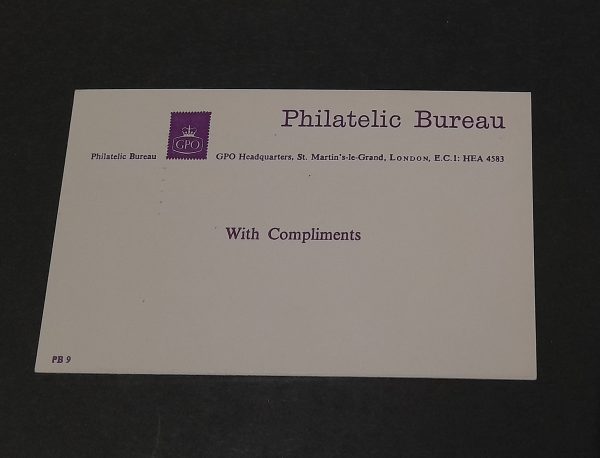 Philatelic Bureau
GPO
Philatelic Bureau
GPO Headquarters, St. Martin's-le-Grand, LONDON, E.C.1: HEA 4583
With Compliments
PB 9